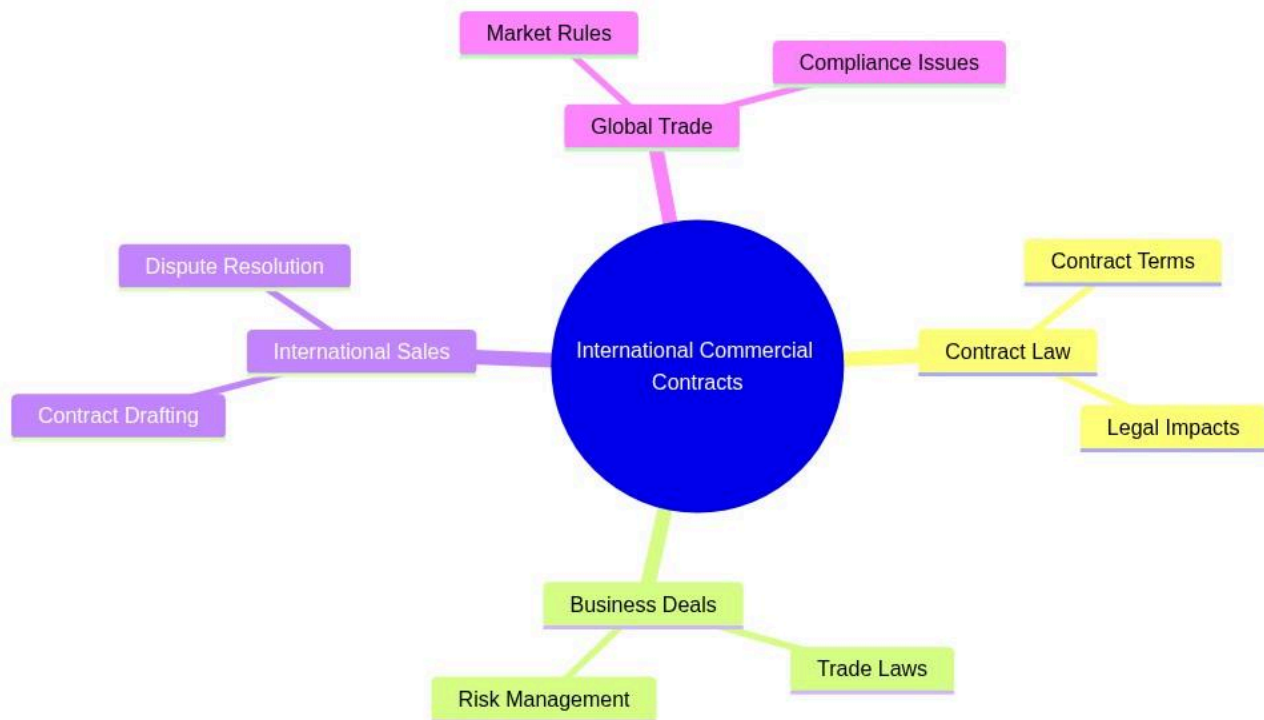 Market Rules
Compliance Issues
Global Trade
Dispute Resolution
Contract Terms
International Sales
International Commercial
Contracts
Contract Law
Contract Drafting
Legal Impacts
Business Deals
Trade Laws
Risk Management